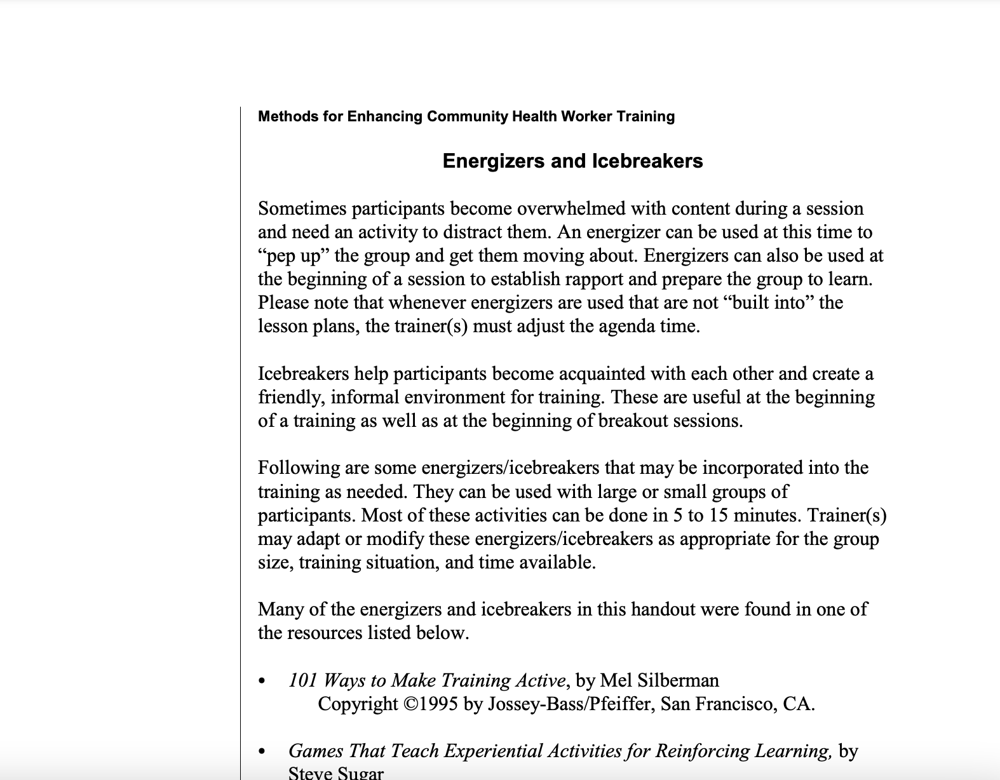 Methods for Enhancing Community Health Worker Training
Energizers and Icebreakers
Sometimes participants become overwhelmed with content during a session
and need an activity to distract them. An energizer can be used at this time to
“pep up” the group and get them moving about. Energizers can also be used at
the beginning of a session to establish rapport and prepare the group to learn.
Please note that whenever energizers are used that are not “built into” the
lesson plans, the trainer(s) must adjust the agenda time.
Icebreakers help participants become acquainted with each other and create a
friendly, informal environment for training. These are useful at the beginning
of a training as well as at the beginning of breakout sessions.
Following are some energizers/icebreakers that may be incorporated into the
training as needed. They can be used with large or small groups of
participants. Most of these activities can be done in 5 to 15 minutes. Trainer(s)
may adapt or modify these energizers/icebreakers as appropriate for the group
size, training situation, and time available.
Many of the energizers and icebreakers in this handout were found in one of
the resources listed below.
• 101 Ways to Make Training Active, by Mel Silberman
Copyright ©1995 by Jossey-Bass/Pfeiffer, San Francisco, CA.
• Games That Teach Experiential Activities for Reinforcing Learning, by
Steve Sugar